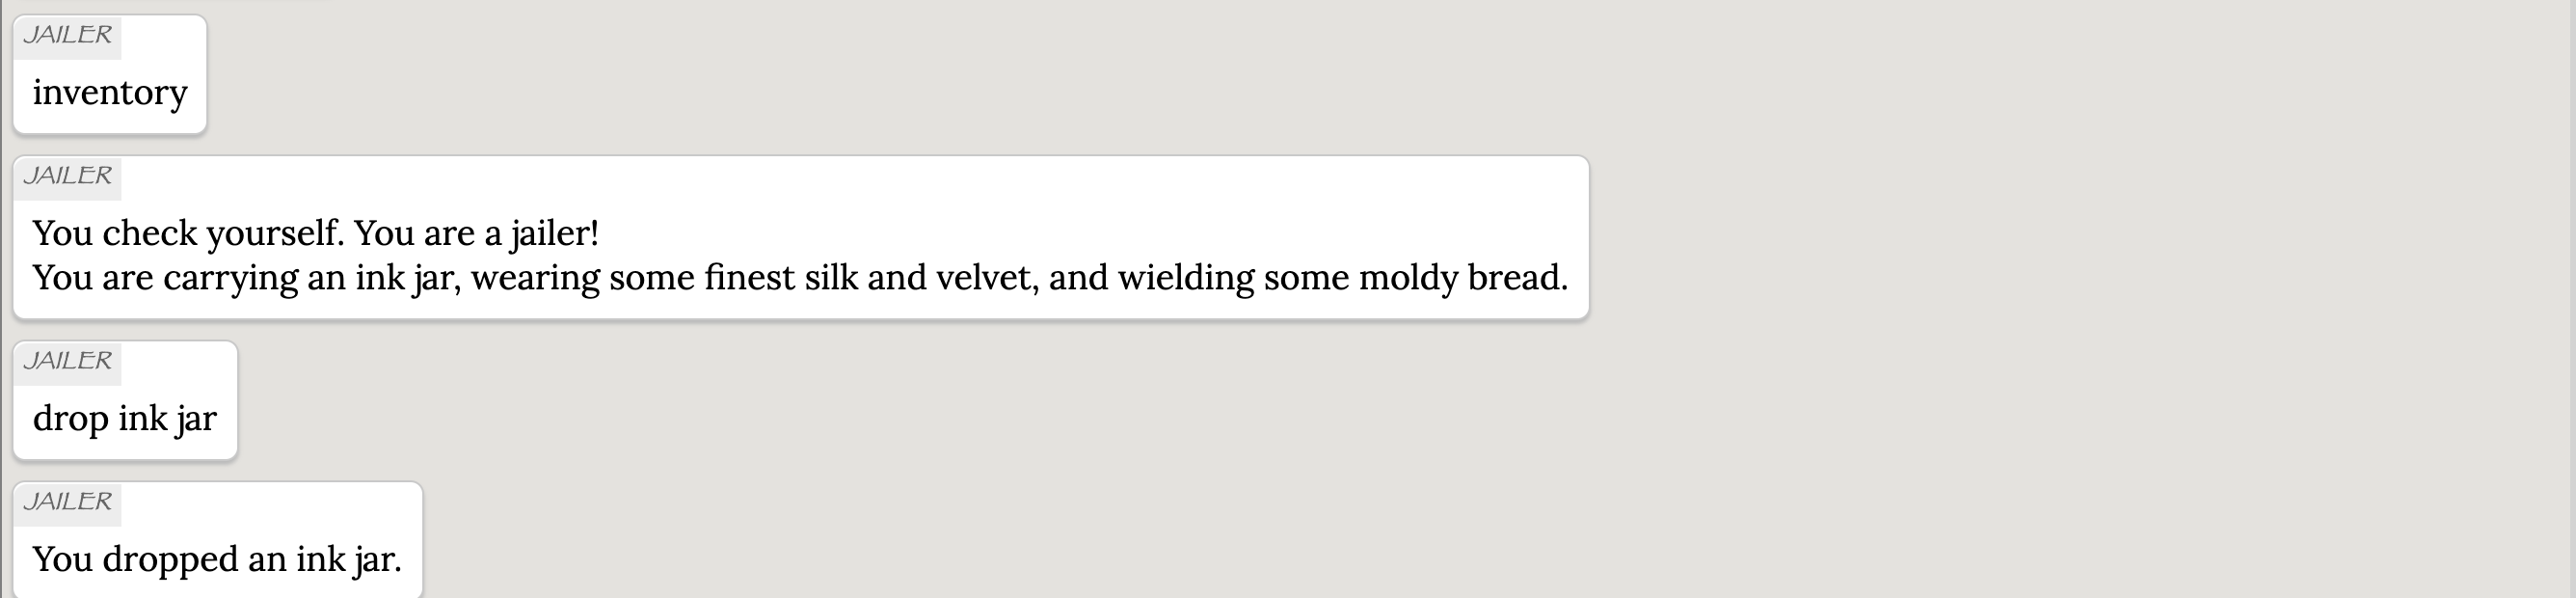 JAILER
inventory
JAILER
You check yourself. You are a jailer!
You are carrying an ink jar, wearing some finest silk and velvet, and wielding some moldy bread.
JAILER
drop ink jar
JAILER
You dropped an ink jar.